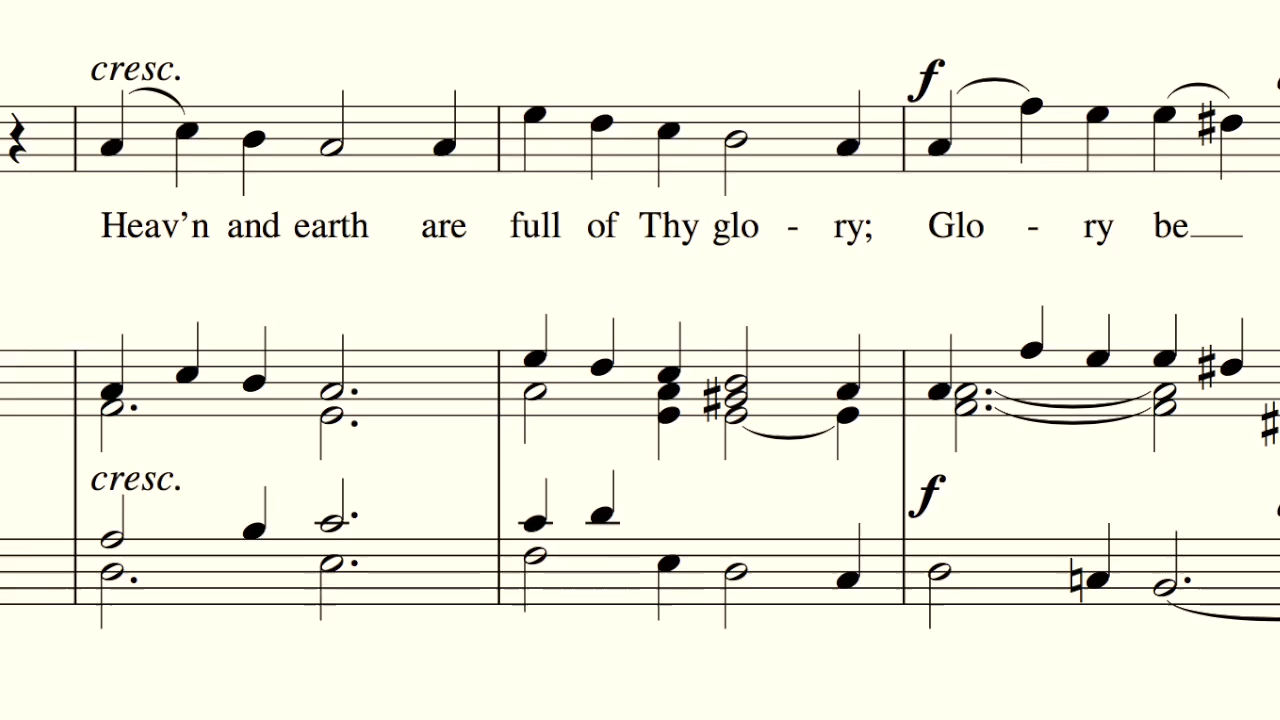 cresc.
f
Heav’n and earth are full of Thy glo - ry; Glo - ry be
cresc.
f